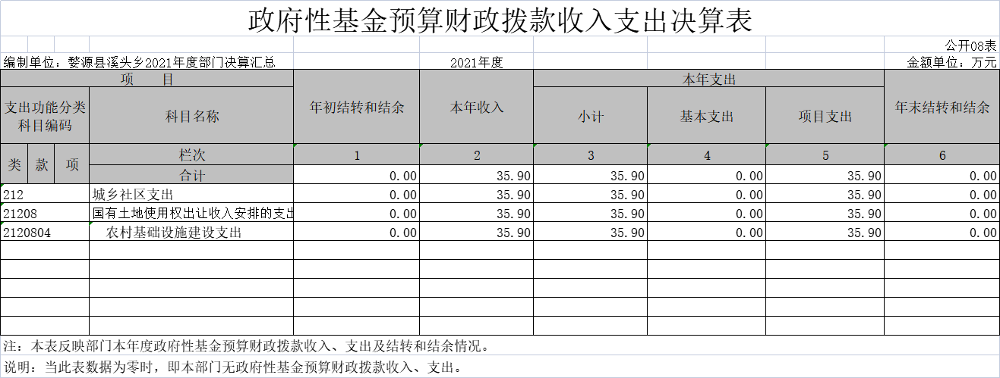 政府性基金预算财政拨款收入支出决算表
公开08表
编制单位：婺源县溪头乡2021年度部门决算汇总 2021年度 金额单位：万元
项 目 年初结转和结余 本年收入 本年支出 年末结转和结余
支出功能分类科目编码 科目名称 小计 基本支出 项目支出
类 款 项 栏次 1 2 3 4 5 6
合计 0.00 35.90 35.90 0.00 35.90 0.00
212 城乡社区支出 0.00 35.90 35.90 0.00 35.90 0.00
21208 国有土地使用权出让收入安排的支出 0.00 35.90 35.90 0.00 35.90 0.00
2120804 农村基础设施建设支出 0.00 35.90 35.90 0.00 35.90 0.00
注：本表反映部门本年度政府性基金预算财政拨款收入、支出及结转和结余情况。
说明：当此表数据为零时，即本部门无政府性基金预算财政拨款收入、支出。